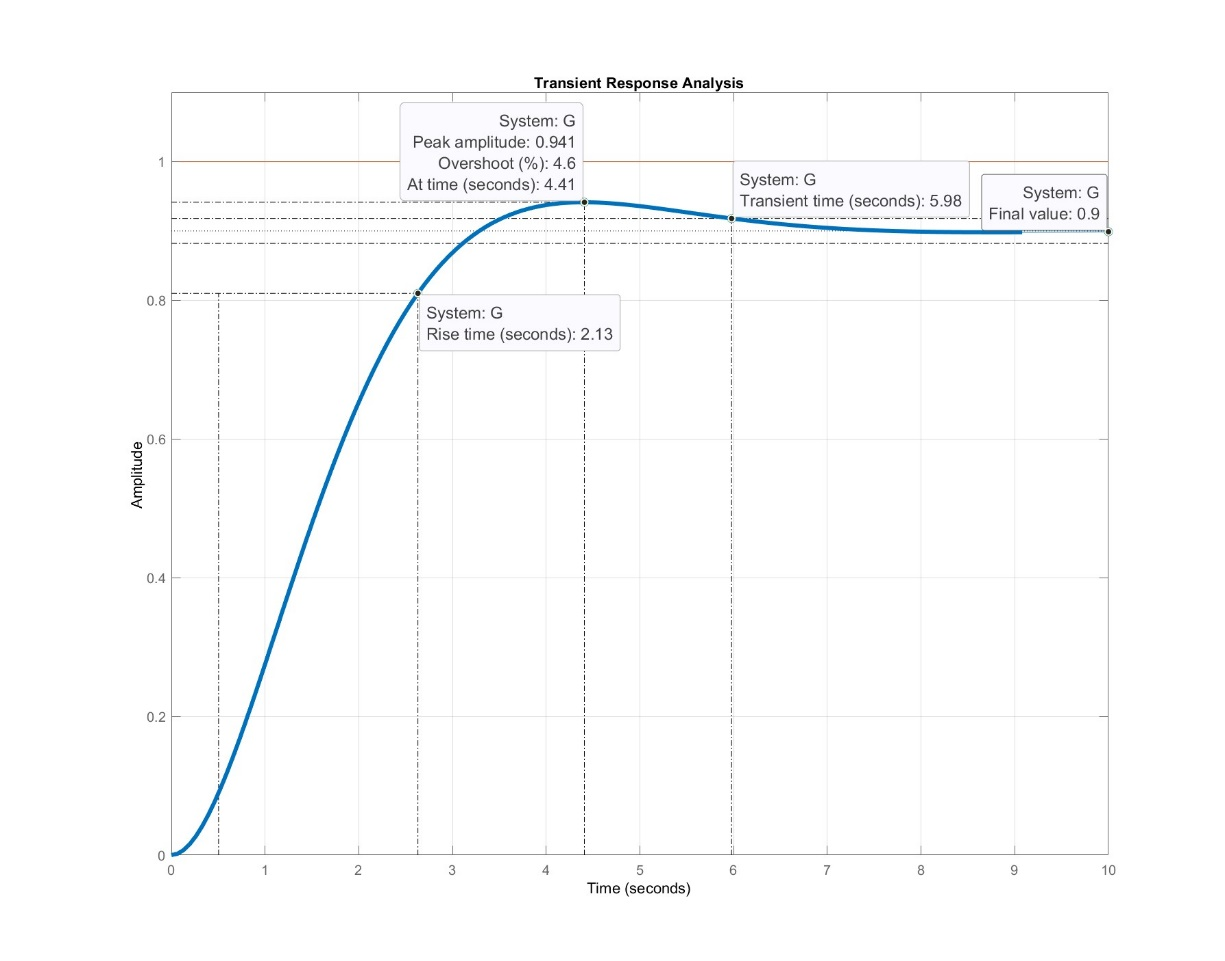 Transient Response Analysis
System: G
Peak amplitude: 0.941
Overshoot (%): 4.6
At time (seconds): 4.41
System: G
Transient time (seconds): 5.98
System: G
Final value: 0.9
System: G
Rise time (seconds): 2.13
Amplitude
1
0.8
0.6
0.4
0.2
0
0 1 2 3 4 5 6 7 8 9 10
Time (seconds)